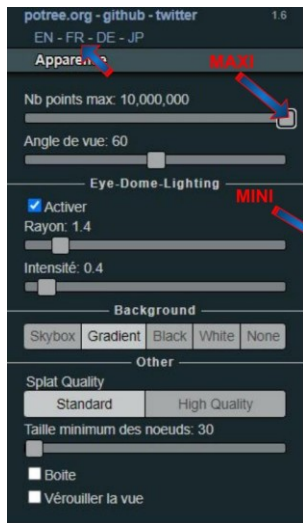 potree.org - github - twitter 1.6
EN - FR - DE - JP
Apparence
MAXI
Nb points max: 10,000,000
Angle de vue: 60
Eye-Dome-Lighting
MINI
Activer
Rayon: 1.4
Intensité: 0.4
Background
Skybox Gradient Black White None
Other
Splat Quality
Standard High Quality
Taille minimum des noeuds: 30
Boite
Vérouiller la vue